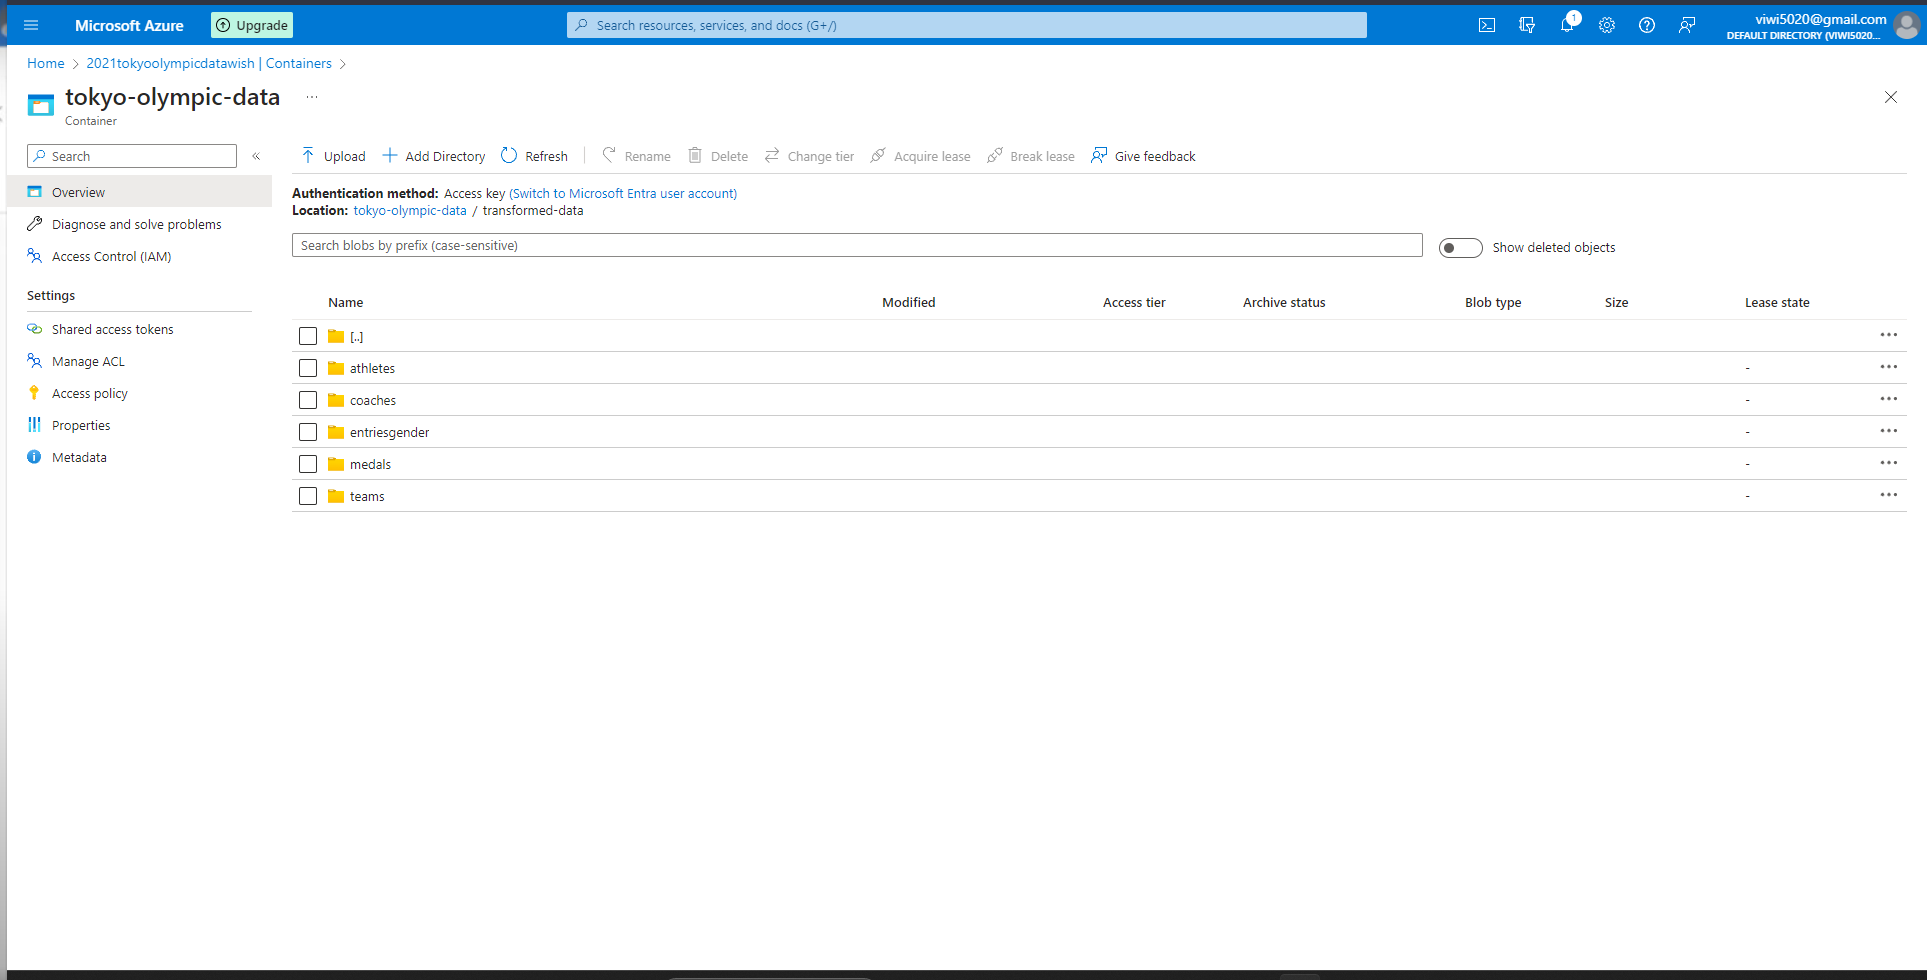 Microsoft Azure
Upgrade
Search resources, services, and docs (G+/)
1
viwi5020@gmail.com
DEFAULT DIRECTORY (VIWI5020...
Home > 2021tokyoolympicdatawish | Containers >
tokyo-olympic-data ...
Container
Search «
Upload Add Directory Refresh Rename Delete Change tier Acquire lease Break lease Give feedback
Overview
Diagnose and solve problems
Access Control (IAM)
Settings
Shared access tokens
Manage ACL
Access policy
Properties
Metadata
Authentication method: Access key (Switch to Microsoft Entra user account)
Location: tokyo-olympic-data / transformed-data
Search blobs by prefix (case-sensitive)
Show deleted objects
Name Modified Access tier Archive status Blob type Size Lease state
[..]
athletes -
coaches -
entriesgender -
medals -
teams -